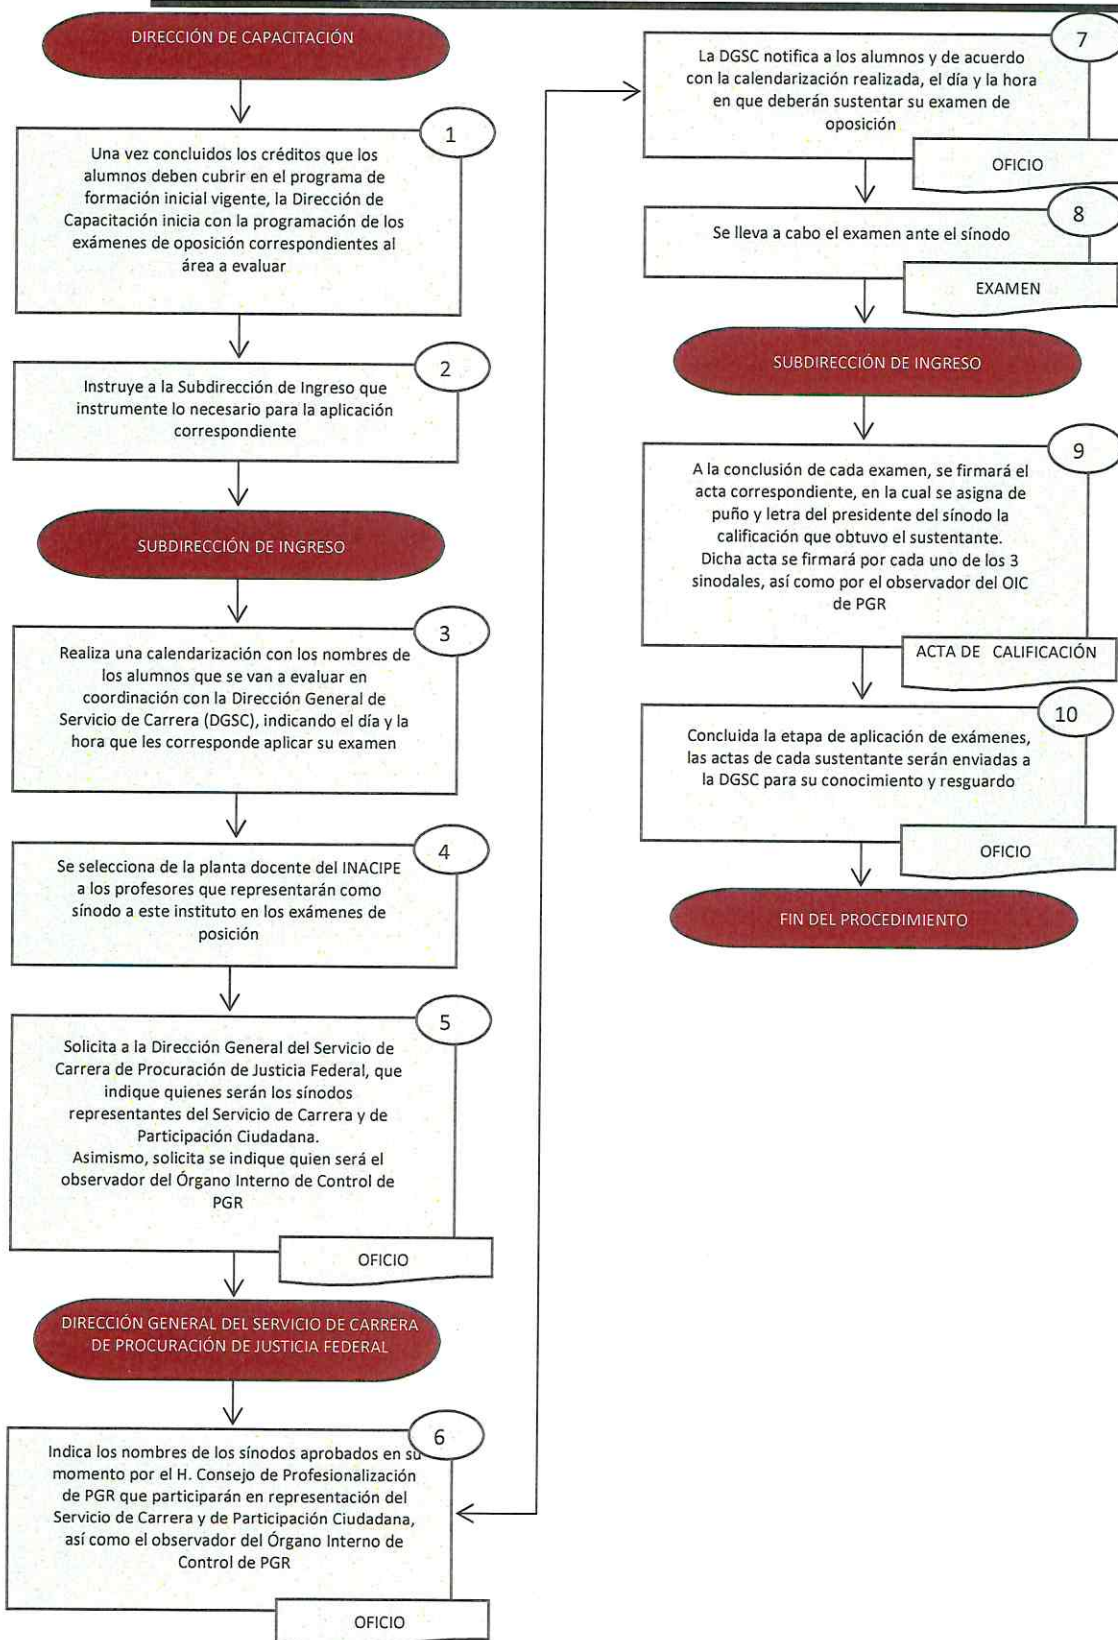 DIRECCIÓN DE CAPACITACIÓN
1
Una vez concluidos los créditos que los
alumnos deben cubrir en el programa de
formación inicial vigente, la Dirección de
Capacitación inicia con la programación de los
exámenes de oposición correspondientes al
área a evaluar
2
Instruye a la Subdirección de Ingreso que
instrumente lo necesario para la aplicación
correspondiente
SUBDIRECCIÓN DE INGRESO
3
Realiza una calendarización con los nombres de
los alumnos que se van a evaluar en
coordinación con la Dirección General de
Servicio de Carrera (DGSC), indicando el día y la
hora que les corresponde aplicar su examen
4
Se selecciona de la planta docente del INACIPE
a los profesores que representarán como
sínodo a este instituto en los exámenes de
posición
5
Solicita a la Dirección General del Servicio de
Carrera de Procuración de Justicia Federal, que
indique quienes serán los sínodos
representantes del Servicio de Carrera y de
Participación Ciudadana.
Asimismo, solicita se indique quien será el
observador del Órgano Interno de Control de
PGR
OFICIO
DIRECCIÓN GENERAL DEL SERVICIO DE CARRERA
DE PROCURACIÓN DE JUSTICIA FEDERAL
6
Indica los nombres de los sínodos aprobados en su
momento por el H. Consejo de Profesionalización
de PGR que participarán en representación del
Servicio de Carrera y de Participación Ciudadana,
así como el observador del Órgano Interno de
Control de PGR
OFICIO
7
La DGSC notifica a los alumnos y de acuerdo
con la calendarización realizada, el día y la hora
en que deberán sustentar su examen de
oposición
OFICIO
8
Se lleva a cabo el examen ante el sínodo
EXAMEN
SUBDIRECCIÓN DE INGRESO
9
A la conclusión de cada examen, se firmará el
acta correspondiente, en la cual se asigna de
puño y letra del presidente del sínodo la
calificación que obtuvo el sustentante.
Dicha acta se firmará por cada uno de los 3
sinodales, así como por el observador del OIC
de PGR
ACTA DE CALIFICACIÓN
10
Concluida la etapa de aplicación de exámenes,
las actas de cada sustentante serán enviadas a
la DGSC para su conocimiento y resguardo
OFICIO
FIN DEL PROCEDIMIENTO